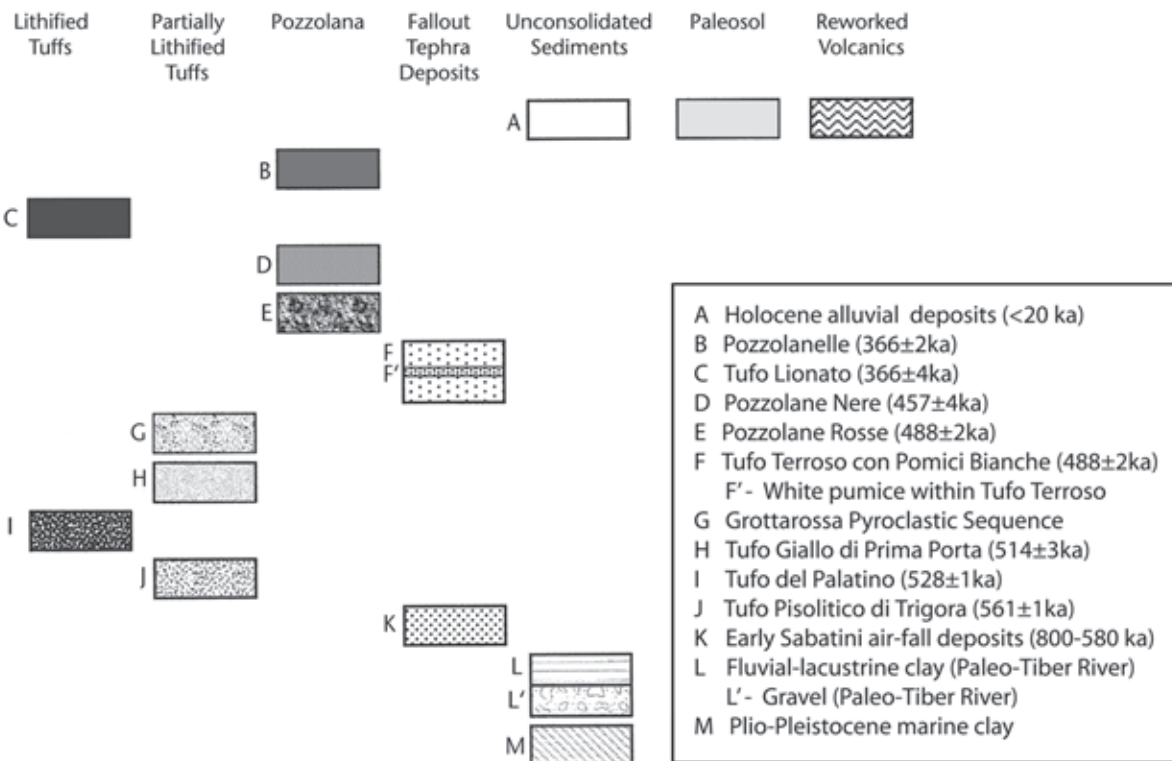 Lithified
Tuffs
Partially
Lithified
Tuffs
Pozzolana
Fallout
Tephra
Deposits
Unconsolidated
Sediments
Paleosol
Reworked
Volcanics
A
B
C
D
E
F
F'
G
H
I
J
K
L
L'
M
A Holocene alluvial deposits (<20 ka)
B Pozzolanelle (366±2ka)
C Tufo Lionato (366±4ka)
D Pozzolane Nere (457±4ka)
E Pozzolane Rosse (488±2ka)
F Tufo Terroso con Pomici Bianche (488±2ka)
F' - White pumice within Tufo Terroso
G Grottarossa Pyroclastic Sequence
H Tufo Giallo di Prima Porta (514±3ka)
I Tufo del Palatino (528±1ka)
J Tufo Pisolitico di Trigora (561±1ka)
K Early Sabatini air-fall deposits (800-580 ka)
L Fluvial-lacustrine clay (Paleo-Tiber River)
L' - Gravel (Paleo-Tiber River)
M Plio-Pleistocene marine clay